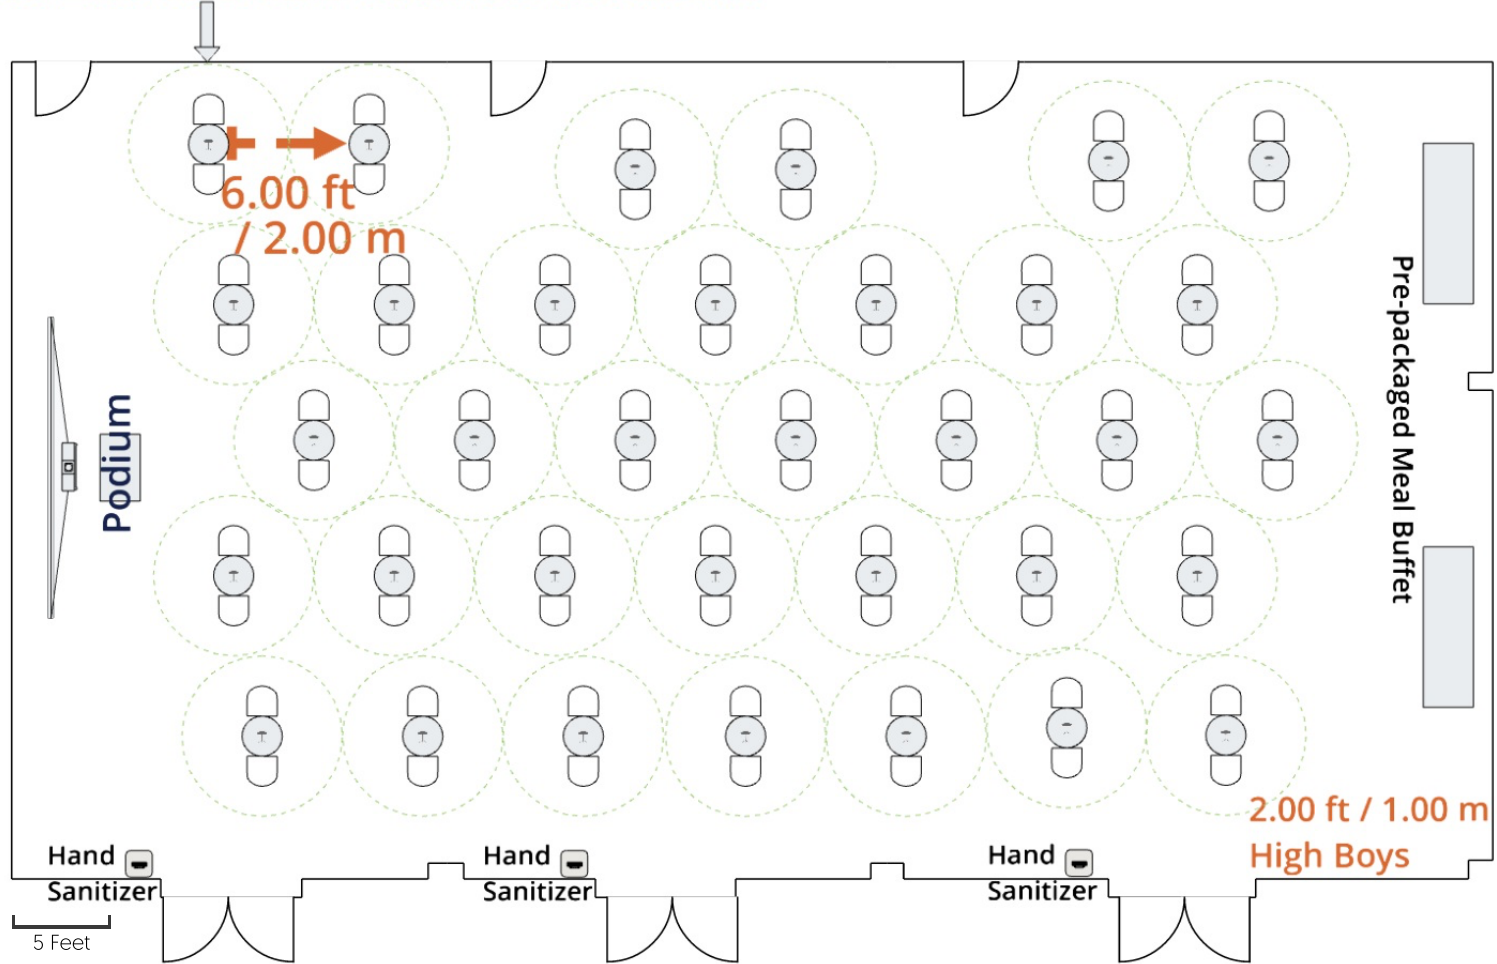 6.00 ft
/ 2.00 m
Podium
Pre-packaged Meal Buffet
2.00 ft / 1.00 m
High Boys
Hand
Sanitizer
Hand
Sanitizer
Hand
Sanitizer
5 Feet